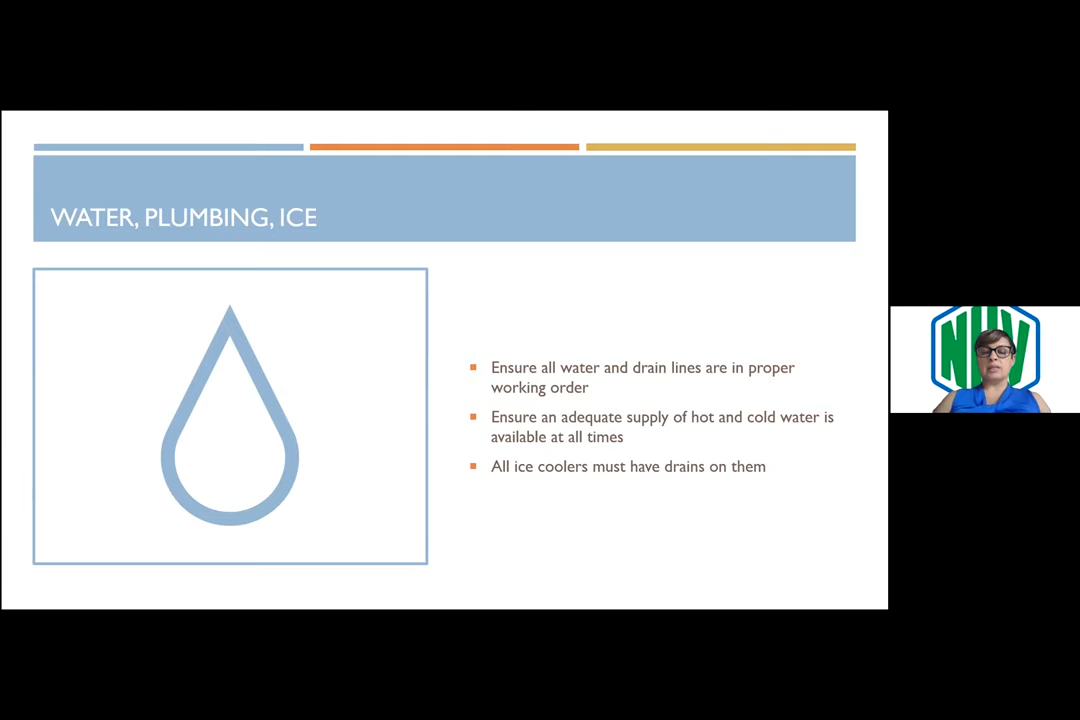 WATER, PLUMBING, ICE
Ensure all water and drain lines are in proper
working order
Ensure an adequate supply of hot and cold water is
available at all times
All ice coolers must have drains on them